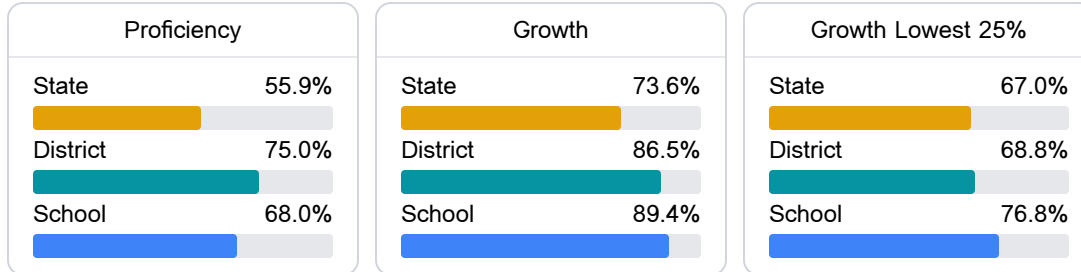 Proficiency
State 55.9%
District 75.0%
School 68.0%
Growth
State 73.6%
District 86.5%
School 89.4%
Growth Lowest 25%
State 67.0%
District 68.8%
School 76.8%